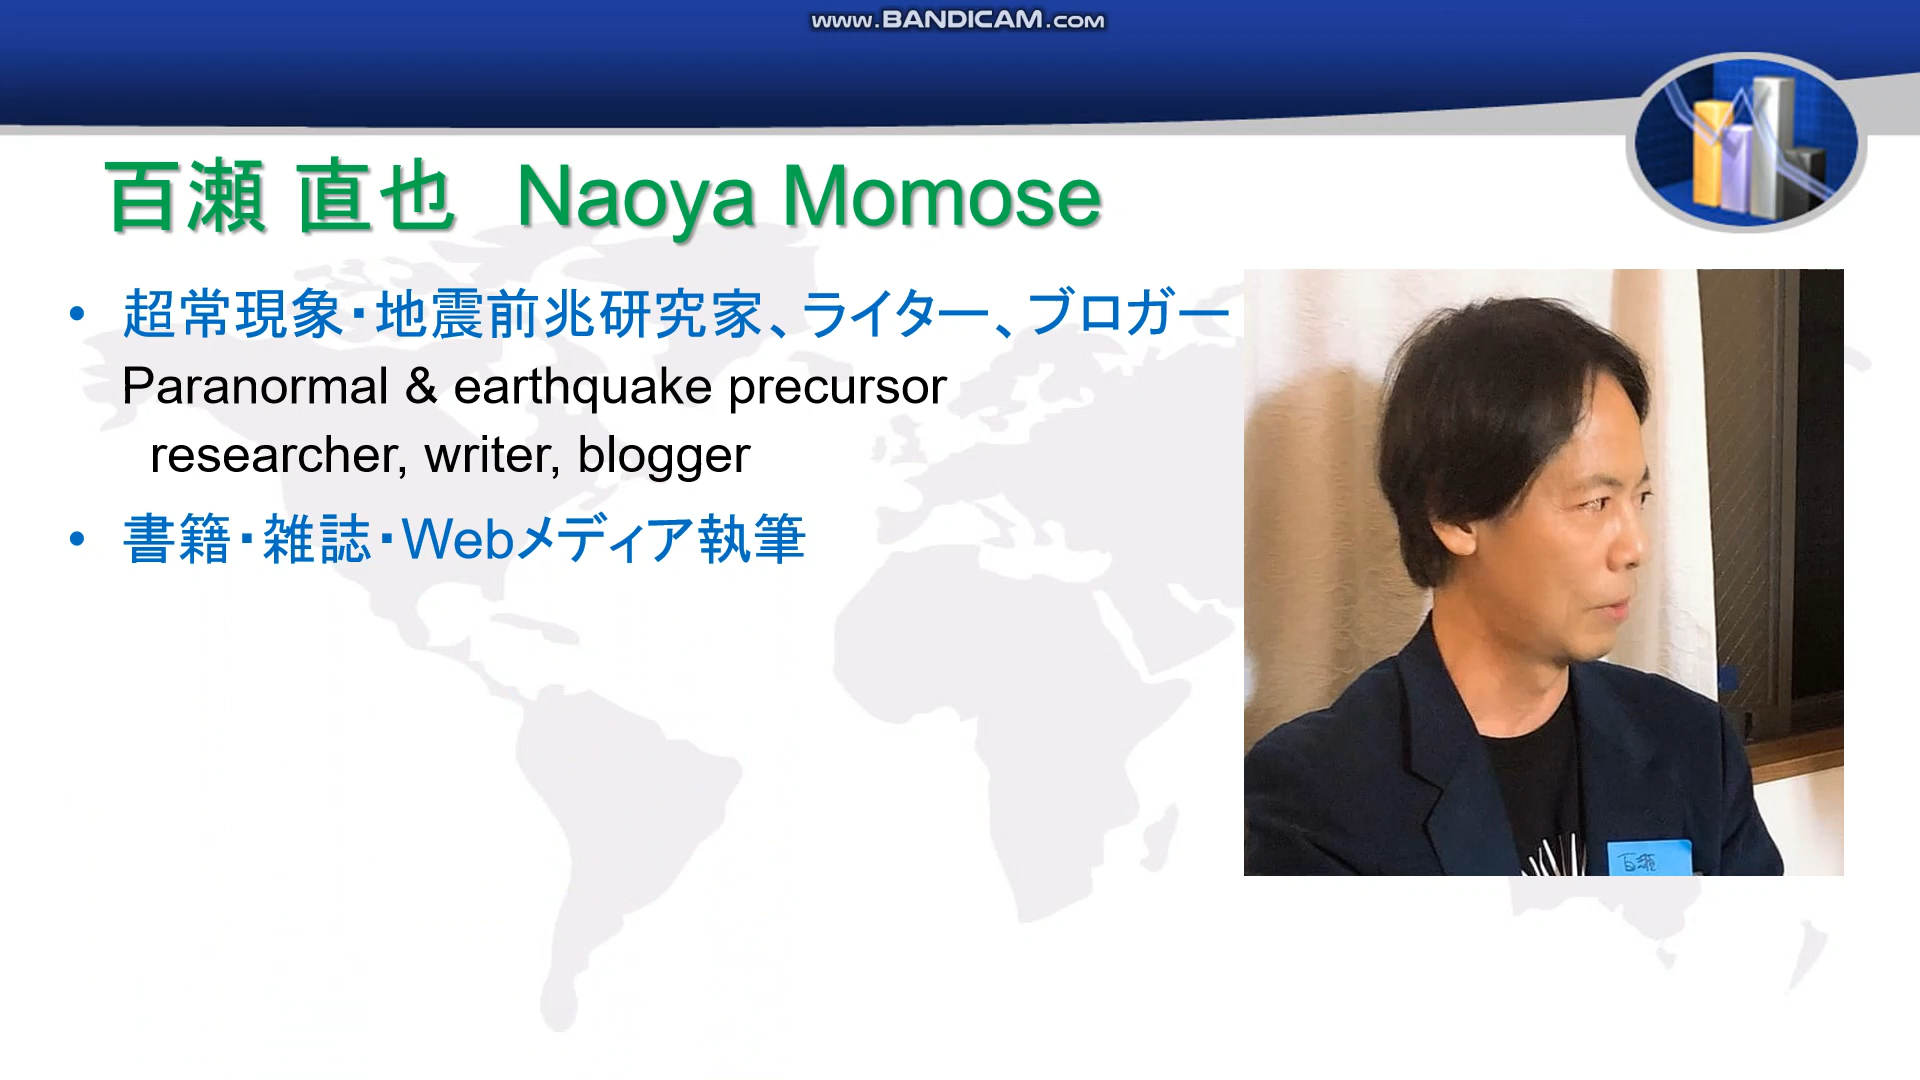 www.BANDICAM.com
百瀬 直也 Naoya Momose
• 超常現象・地震前兆研究家、ライター、ブロガー
Paranormal & earthquake precursor
researcher, writer, blogger
• 書籍・雑誌・Webメディア執筆
百瀬